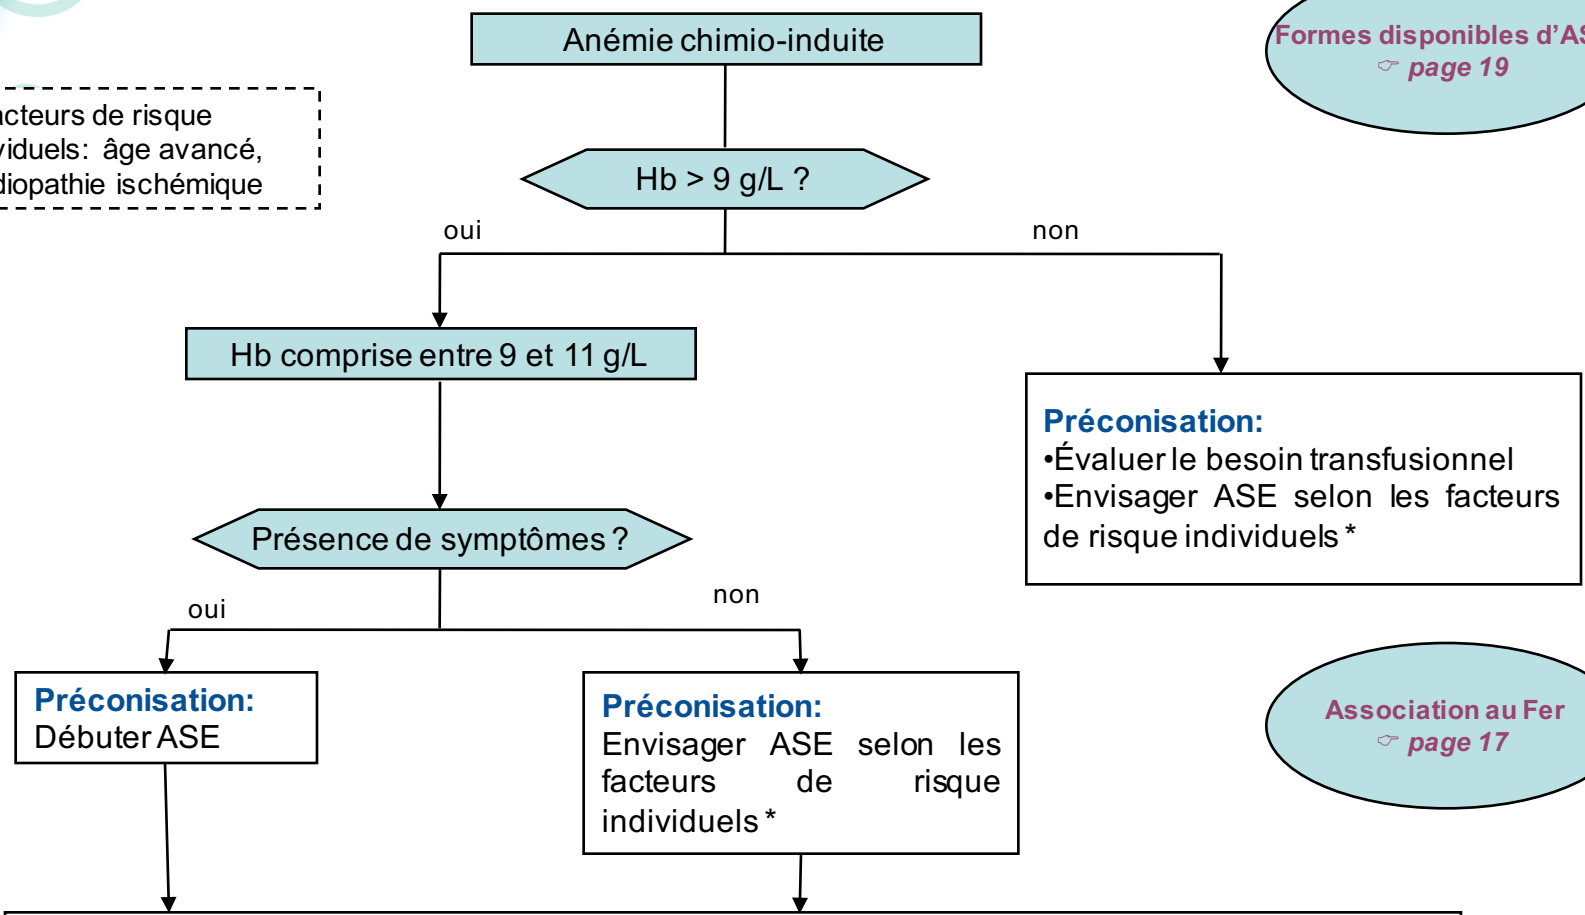 Anémie chimio-induite
Formes disponibles d'AS
☞ page 19
acteurs de risque
viduels: âge avancé,
diopathie ischémique
Hb > 9 g/L ?
oui
non
Hb comprise entre 9 et 11 g/L
Préconisation:
•Évaluer le besoin transfusionnel
•Envisager ASE selon les facteurs
de risque individuels *
Présence de symptômes ?
oui
non
Préconisation:
Débuter ASE
Préconisation:
Envisager ASE selon les
facteurs de risque
individuels *
Association au Fer
☞ page 17